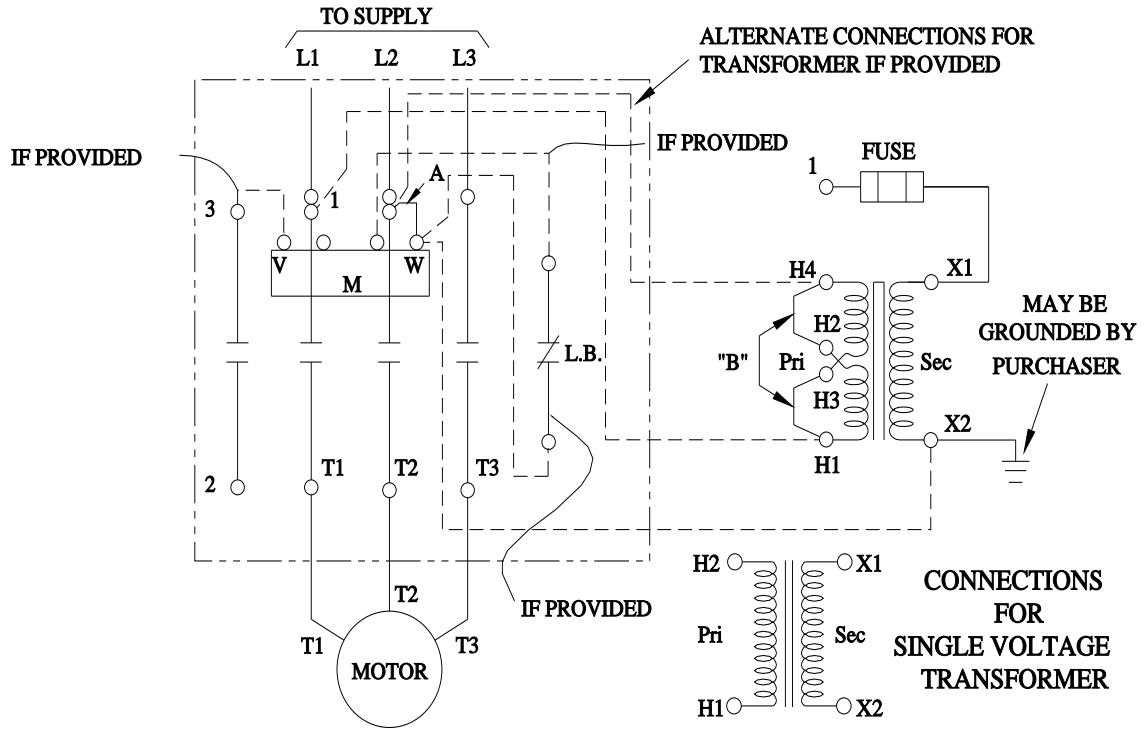 TO SUPPLY
L1 L2 L3
ALTERNATE CONNECTIONS FOR
TRANSFORMER IF PROVIDED
IF PROVIDED
IF PROVIDED
A
1
3
V
W
M
1
FUSE
H4
X1
H2
"B"
Pri
Sec
H3
H1
X2
MAY BE
GROUNDED BY
PURCHASER
L.B.
2
T1
T2
T3
IF PROVIDED
T1
T2
T3
MOTOR
H2
X1
Pri
Sec
H1
X2
CONNECTIONS
FOR
SINGLE VOLTAGE
TRANSFORMER